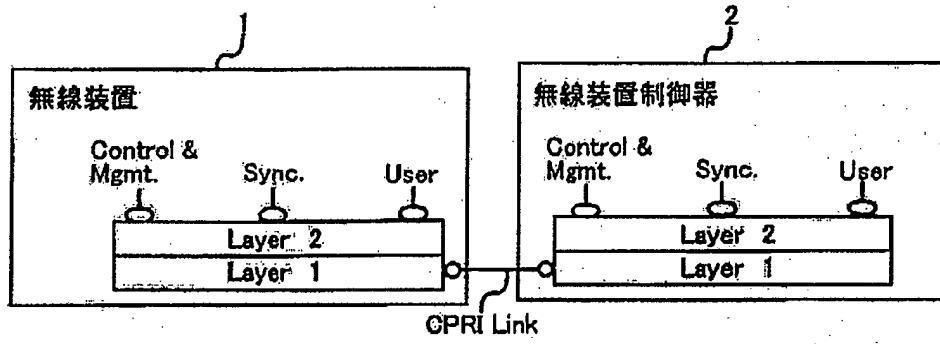 1
2
無線装置
Control &
Mgmt.
Sync.
User
Layer 2
Layer 1
無線装置制御器
Control &
Mgmt.
Sync.
User
Layer 2
Layer 1
CPRI Link